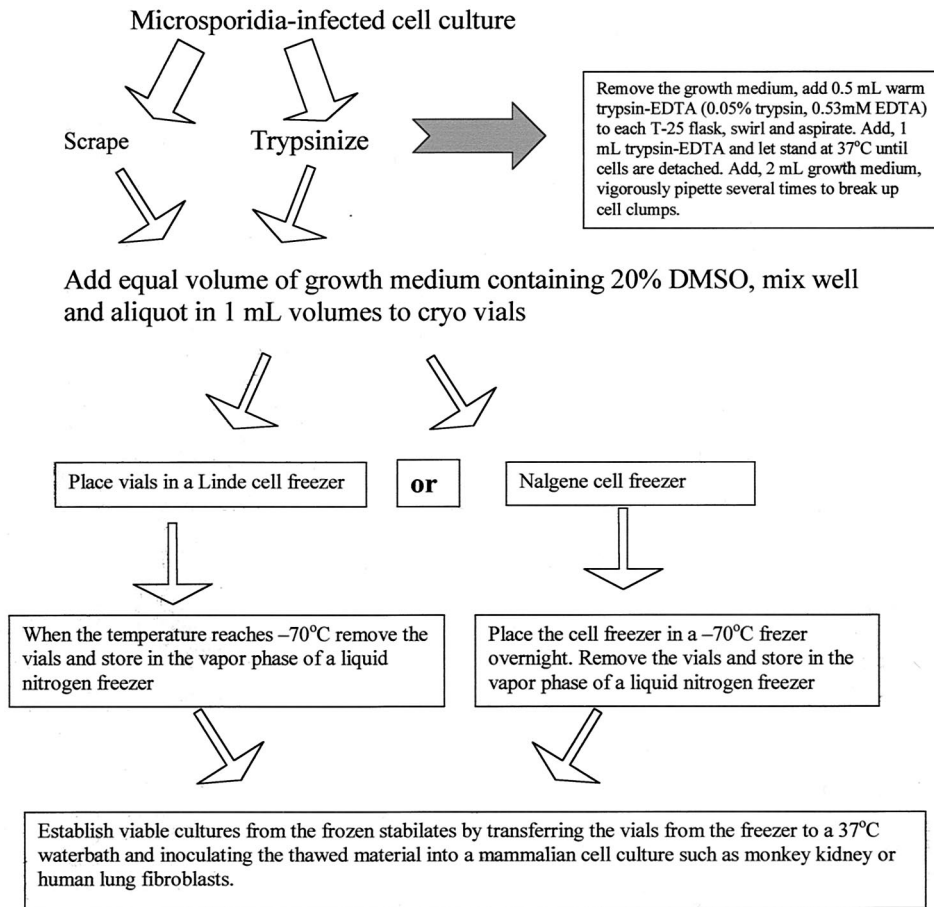 Microsporidia-infected cell culture
Scrape
Trypsinize
Remove the growth medium, add 0.5 mL warm
trypsin-EDTA (0.05% trypsin, 0.53mM EDTA)
to each T-25 flask, swirl and aspirate. Add, 1
mL trypsin-EDTA and let stand at 37°C until
cells are detached. Add, 2 mL growth medium,
vigorously pipette several times to break up
cell clumps.
Add equal volume of growth medium containing 20% DMSO, mix well
and aliquot in 1 mL volumes to cryo vials
Place vials in a Linde cell freezer
or
Nalgene cell freezer
When the temperature reaches –70°C remove the
vials and store in the vapor phase of a liquid
nitrogen freezer
Place the cell freezer in a –70°C frezer
overnight. Remove the vials and store in the
vapor phase of a liquid nitrogen freezer
Establish viable cultures from the frozen stabilates by transferring the vials from the freezer to a 37°C
waterbath and inoculating the thawed material into a mammalian cell culture such as monkey kidney or
human lung fibroblasts.